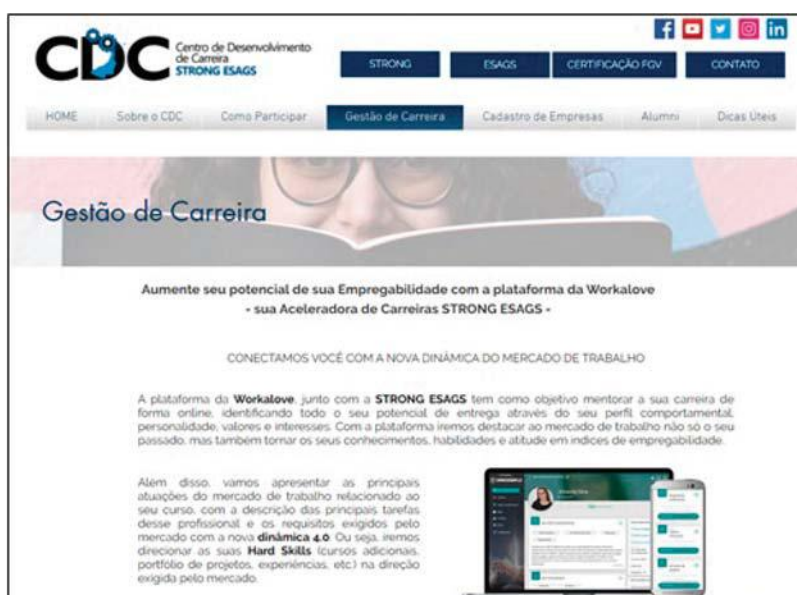 CDC Centro de Desenvolvimento
de Carreira
STRONG ESAGS
STRONG ESAGS CERTIFICAÇÃO FGV CONTATO
HOME Sobre o CDC Como Participar Gestão de Carreira Cadastro de Empresas Alumni Dicas Úteis
Gestão de Carreira
Aumente seu potencial de sua Empregabilidade com a plataforma da Workalove
- sua Aceleradora de Carreiras STRONG ESAGS -
CONECTAMOS VOCÊ COM A NOVA DINÂMICA DO MERCADO DE TRABALHO
A plataforma da Workalove, junto com a STRONG ESAGS tem como objetivo mentorar a sua carreira de
forma online, identificando todo o seu potencial de entrega através do seu perfil comportamental,
personalidade, valores e interesses. Com a plataforma iremos destacar ao mercado de trabalho não só o seu
passado, mas também tornar os seus conhecimentos, habilidades e atitude em índices de empregabilidade.
Além disso, vamos apresentar as principais
atuações do mercado de trabalho relacionado ao
seu curso, com a descrição das principais tarefas
desse profissional e os requisitos exigidos pelo
mercado com a nova dinâmica 4.0. Ou seja, iremos
direcionar as suas Hard Skills (cursos adicionais,
portfólio de projetos, experiências, etc.) na direção
exigida pelo mercado.